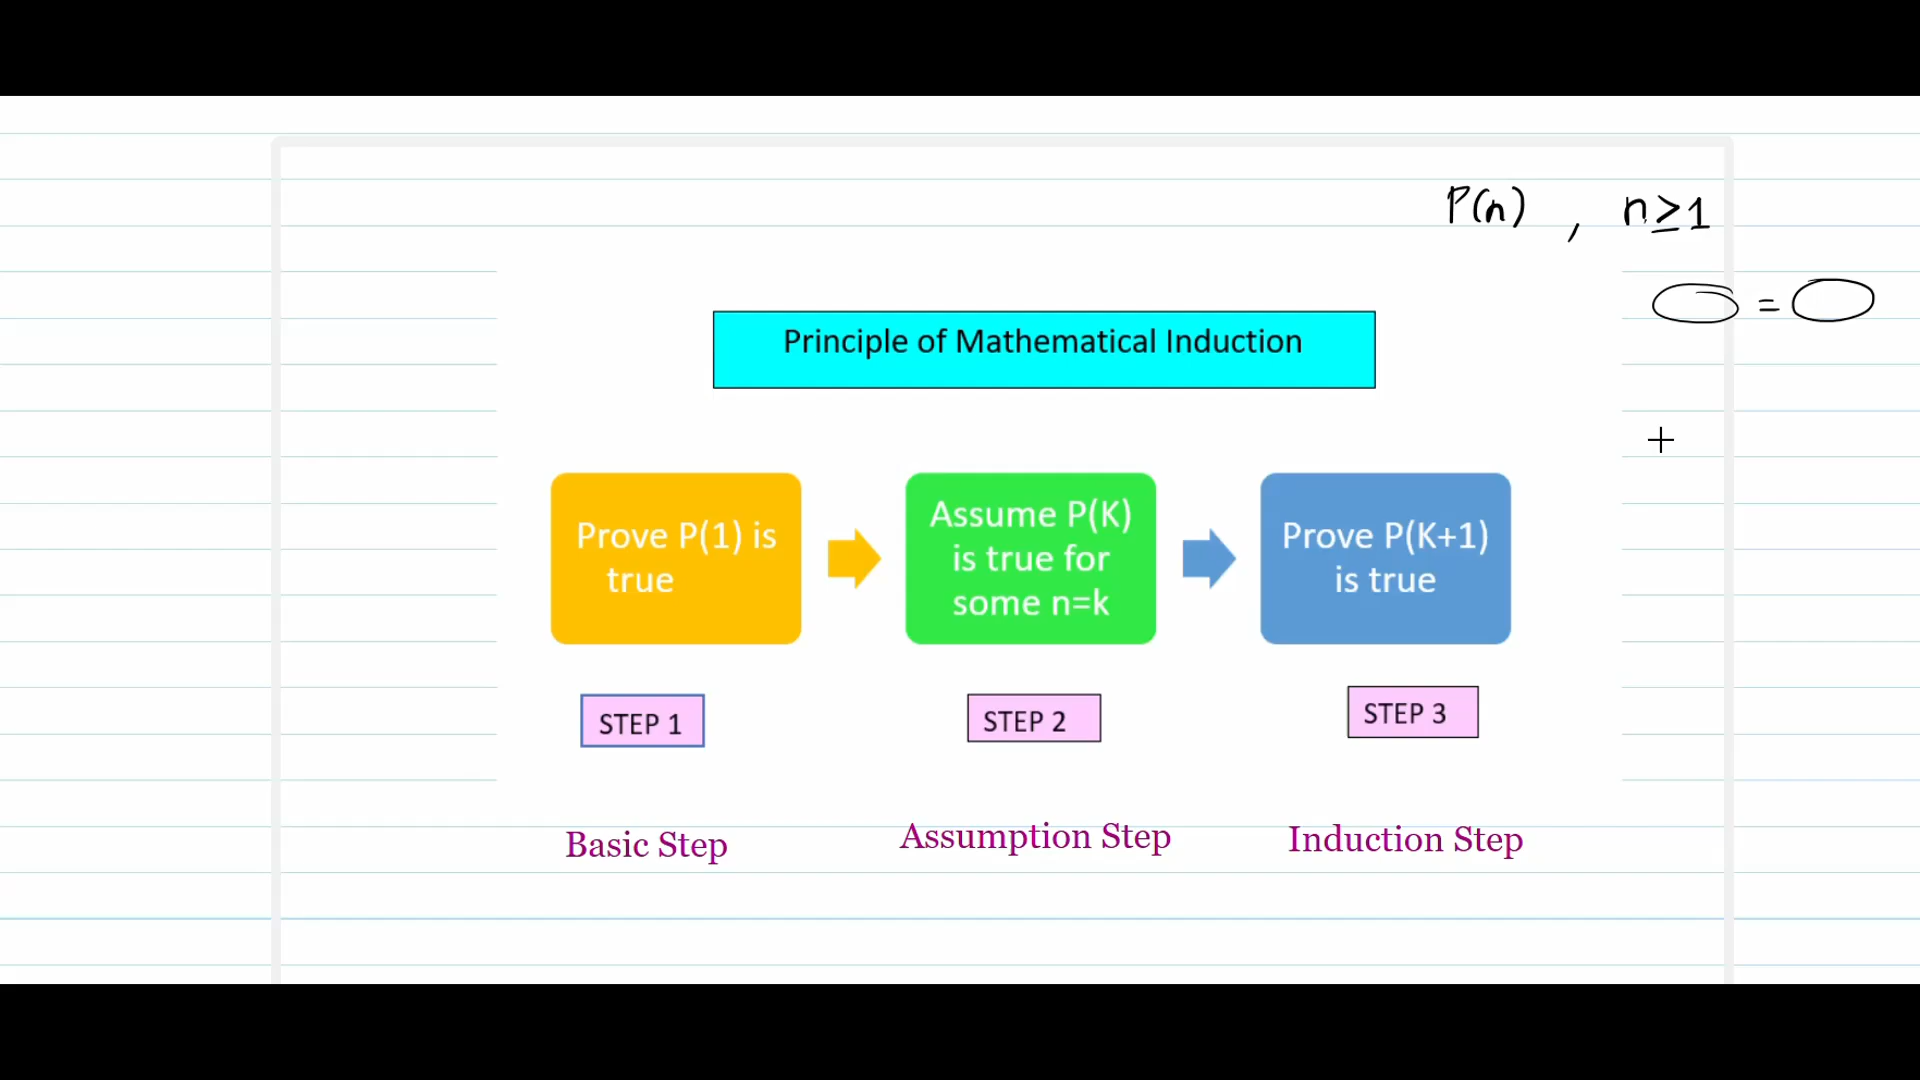 P(n) , n≥1
=
Principle of Mathematical Induction
Prove P(1) is
true
Assume P(K)
is true for
some n=k
Prove P(K+1)
is true
STEP 1
STEP 2
STEP 3
Basic Step
Assumption Step
Induction Step